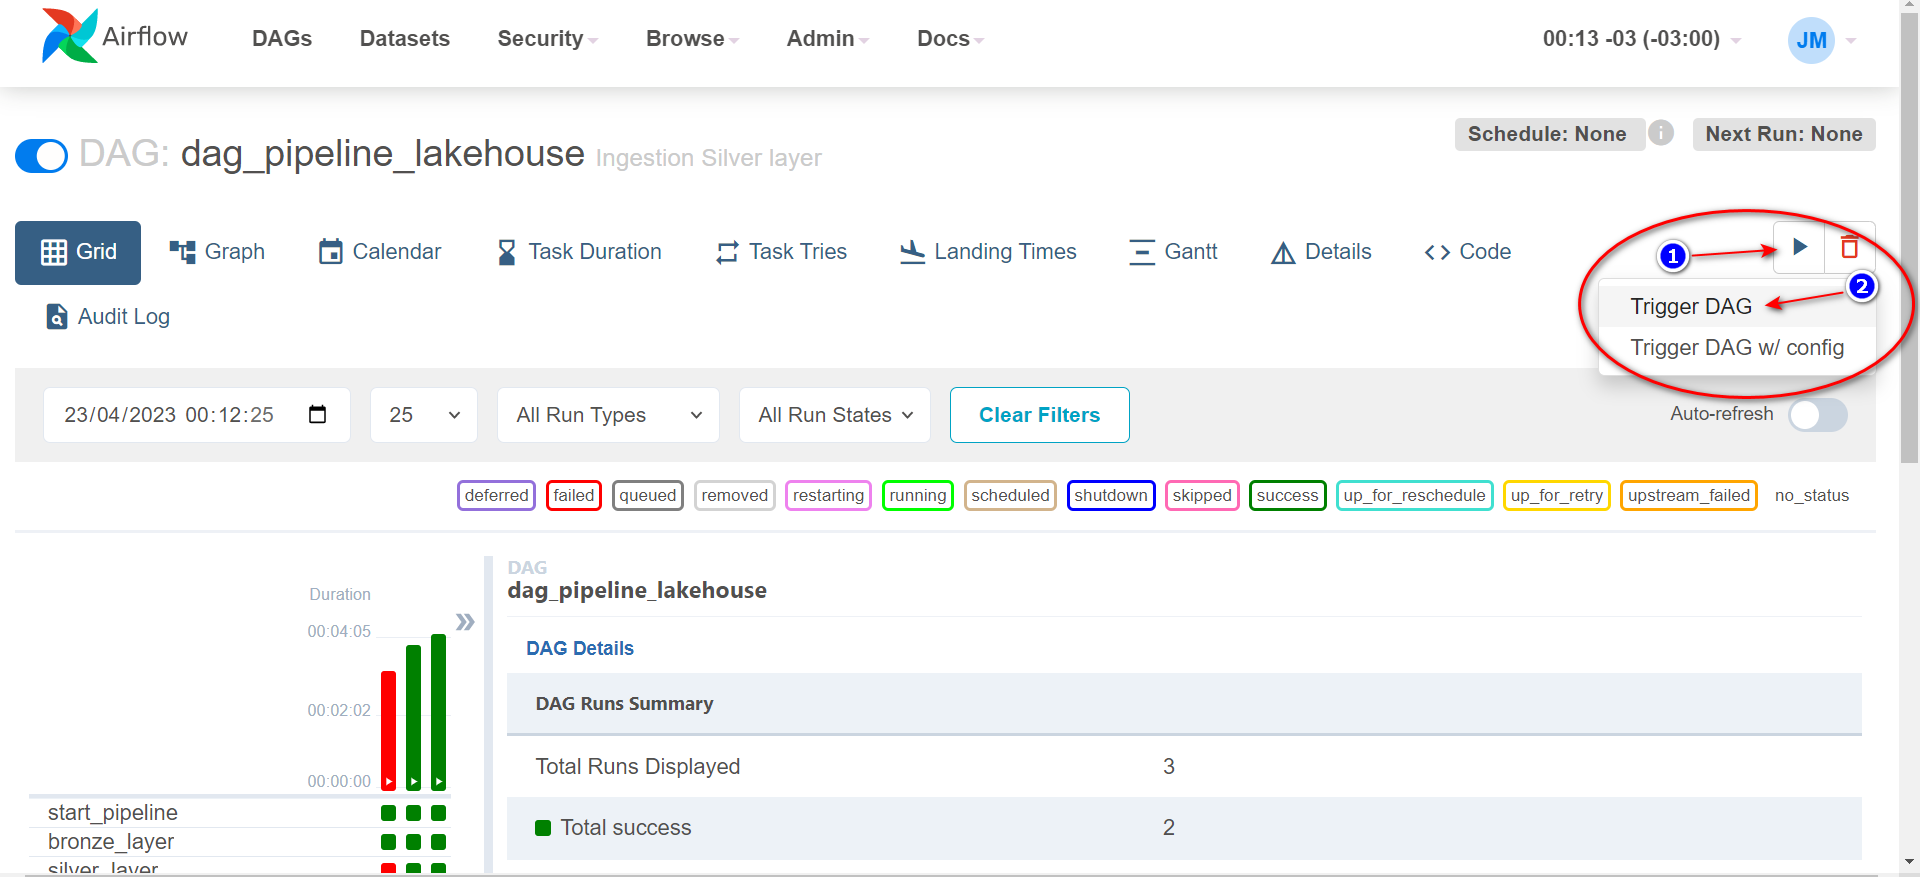 Airflow DAGs Datasets Security Browse Admin Docs 00:13 -03 (-03:00) JM
DAG: dag_pipeline_lakehouse Ingestion Silver layer
Schedule: None i Next Run: None
Grid Graph Calendar Task Duration Task Tries Landing Times Gantt Details Code
Audit Log
1
2
Trigger DAG
Trigger DAG w/ config
23/04/2023 00:12:25 25 All Run Types All Run States Clear Filters Auto-refresh
deferred failed queued removed restarting running scheduled shutdown skipped success up_for_reschedule up_for_retry upstream_failed no_status
Duration
00:04:05
00:02:02
00:00:00
start_pipeline
bronze_layer
silver_layer
DAG
dag_pipeline_lakehouse
DAG Details
DAG Runs Summary
Total Runs Displayed 3
Total success 2